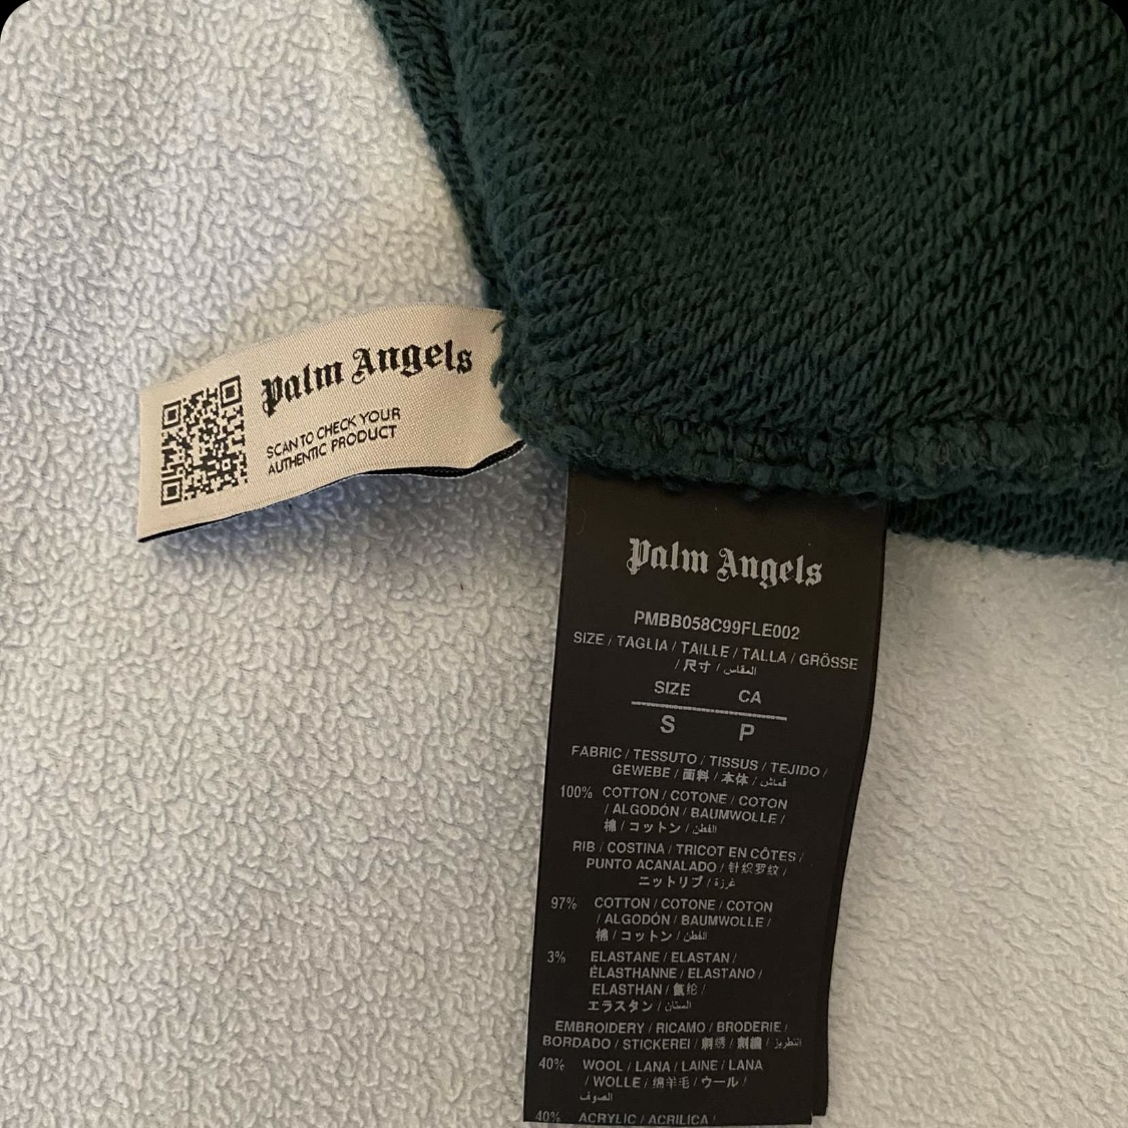 Palm Angels
SCAN TO CHECK YOUR
AUTHENTIC PRODUCT
Palm Angels
PMBB058C99FLE002
SIZE / TAGLIA / TAILLE / TALLA / GRÖSSE
/ 尺寸 / المقاس
SIZE CA
S P
FABRIC / TESSUTO / TISSUS / TEJIDO /
GEWEBE / 面料 / 本体 / قماش
100% COTTON / COTONE / COTON
/ ALGODÓN / BAUMWOLLE /
棉 / コットン / القطن
RIB / COSTINA / TRICOT EN CÔTES /
PUNTO ACANALADO / 针织罗纹 /
ニットリブ / غرزة
97% COTTON / COTONE / COTON
/ ALGODÓN / BAUMWOLLE /
棉 / コットン / القطن
3% ELASTANE / ELASTAN /
ÉLASTHANNE / ELASTANO /
ELASTHAN / 氨纶 /
エラスタン /
EMBROIDERY / RICAMO / BRODERIE /
BORDADO / STICKEREI / 刺绣 / 刺繍 / التطريز
40% WOOL / LANA / LAINE / LANA
/ WOLLE / 绵羊毛 / ウール /
الصوف
40% ACRYLIC / ACRILICA /